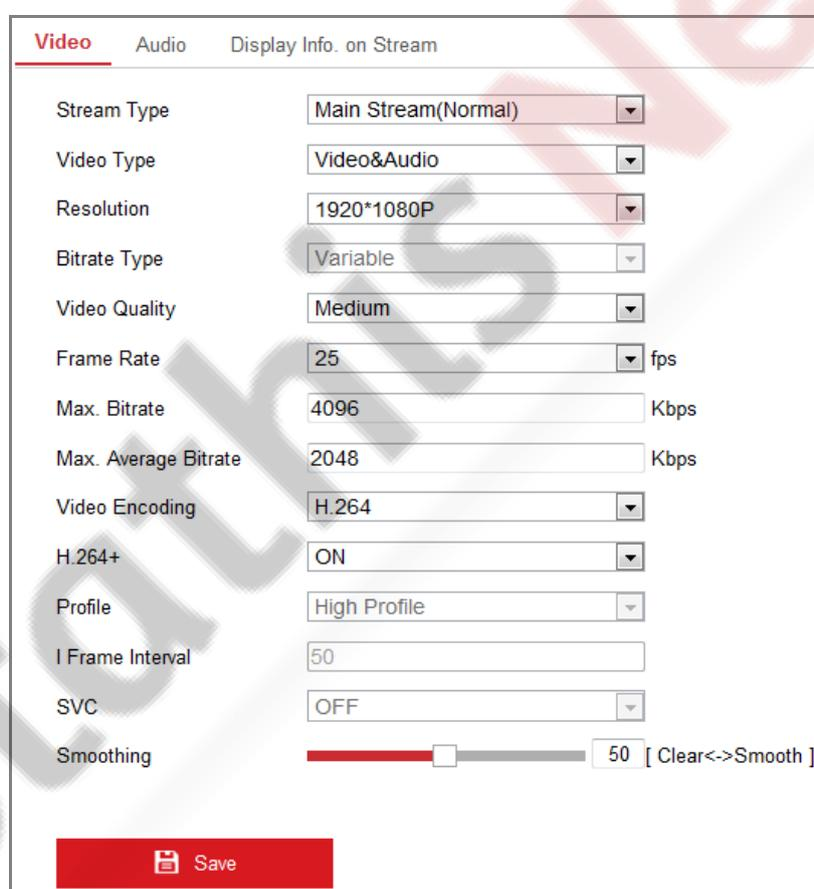 Video Audio Display Info. on Stream
Stream Type Main Stream(Normal)
Video Type Video&Audio
Resolution 1920*1080P
Bitrate Type Variable
Video Quality Medium
Frame Rate 25 fps
Max. Bitrate 4096 Kbps
Max. Average Bitrate 2048 Kbps
Video Encoding H.264
H.264+ ON
Profile High Profile
I Frame Interval 50
SVC OFF
Smoothing 50 [ Clear<->Smooth ]
Save